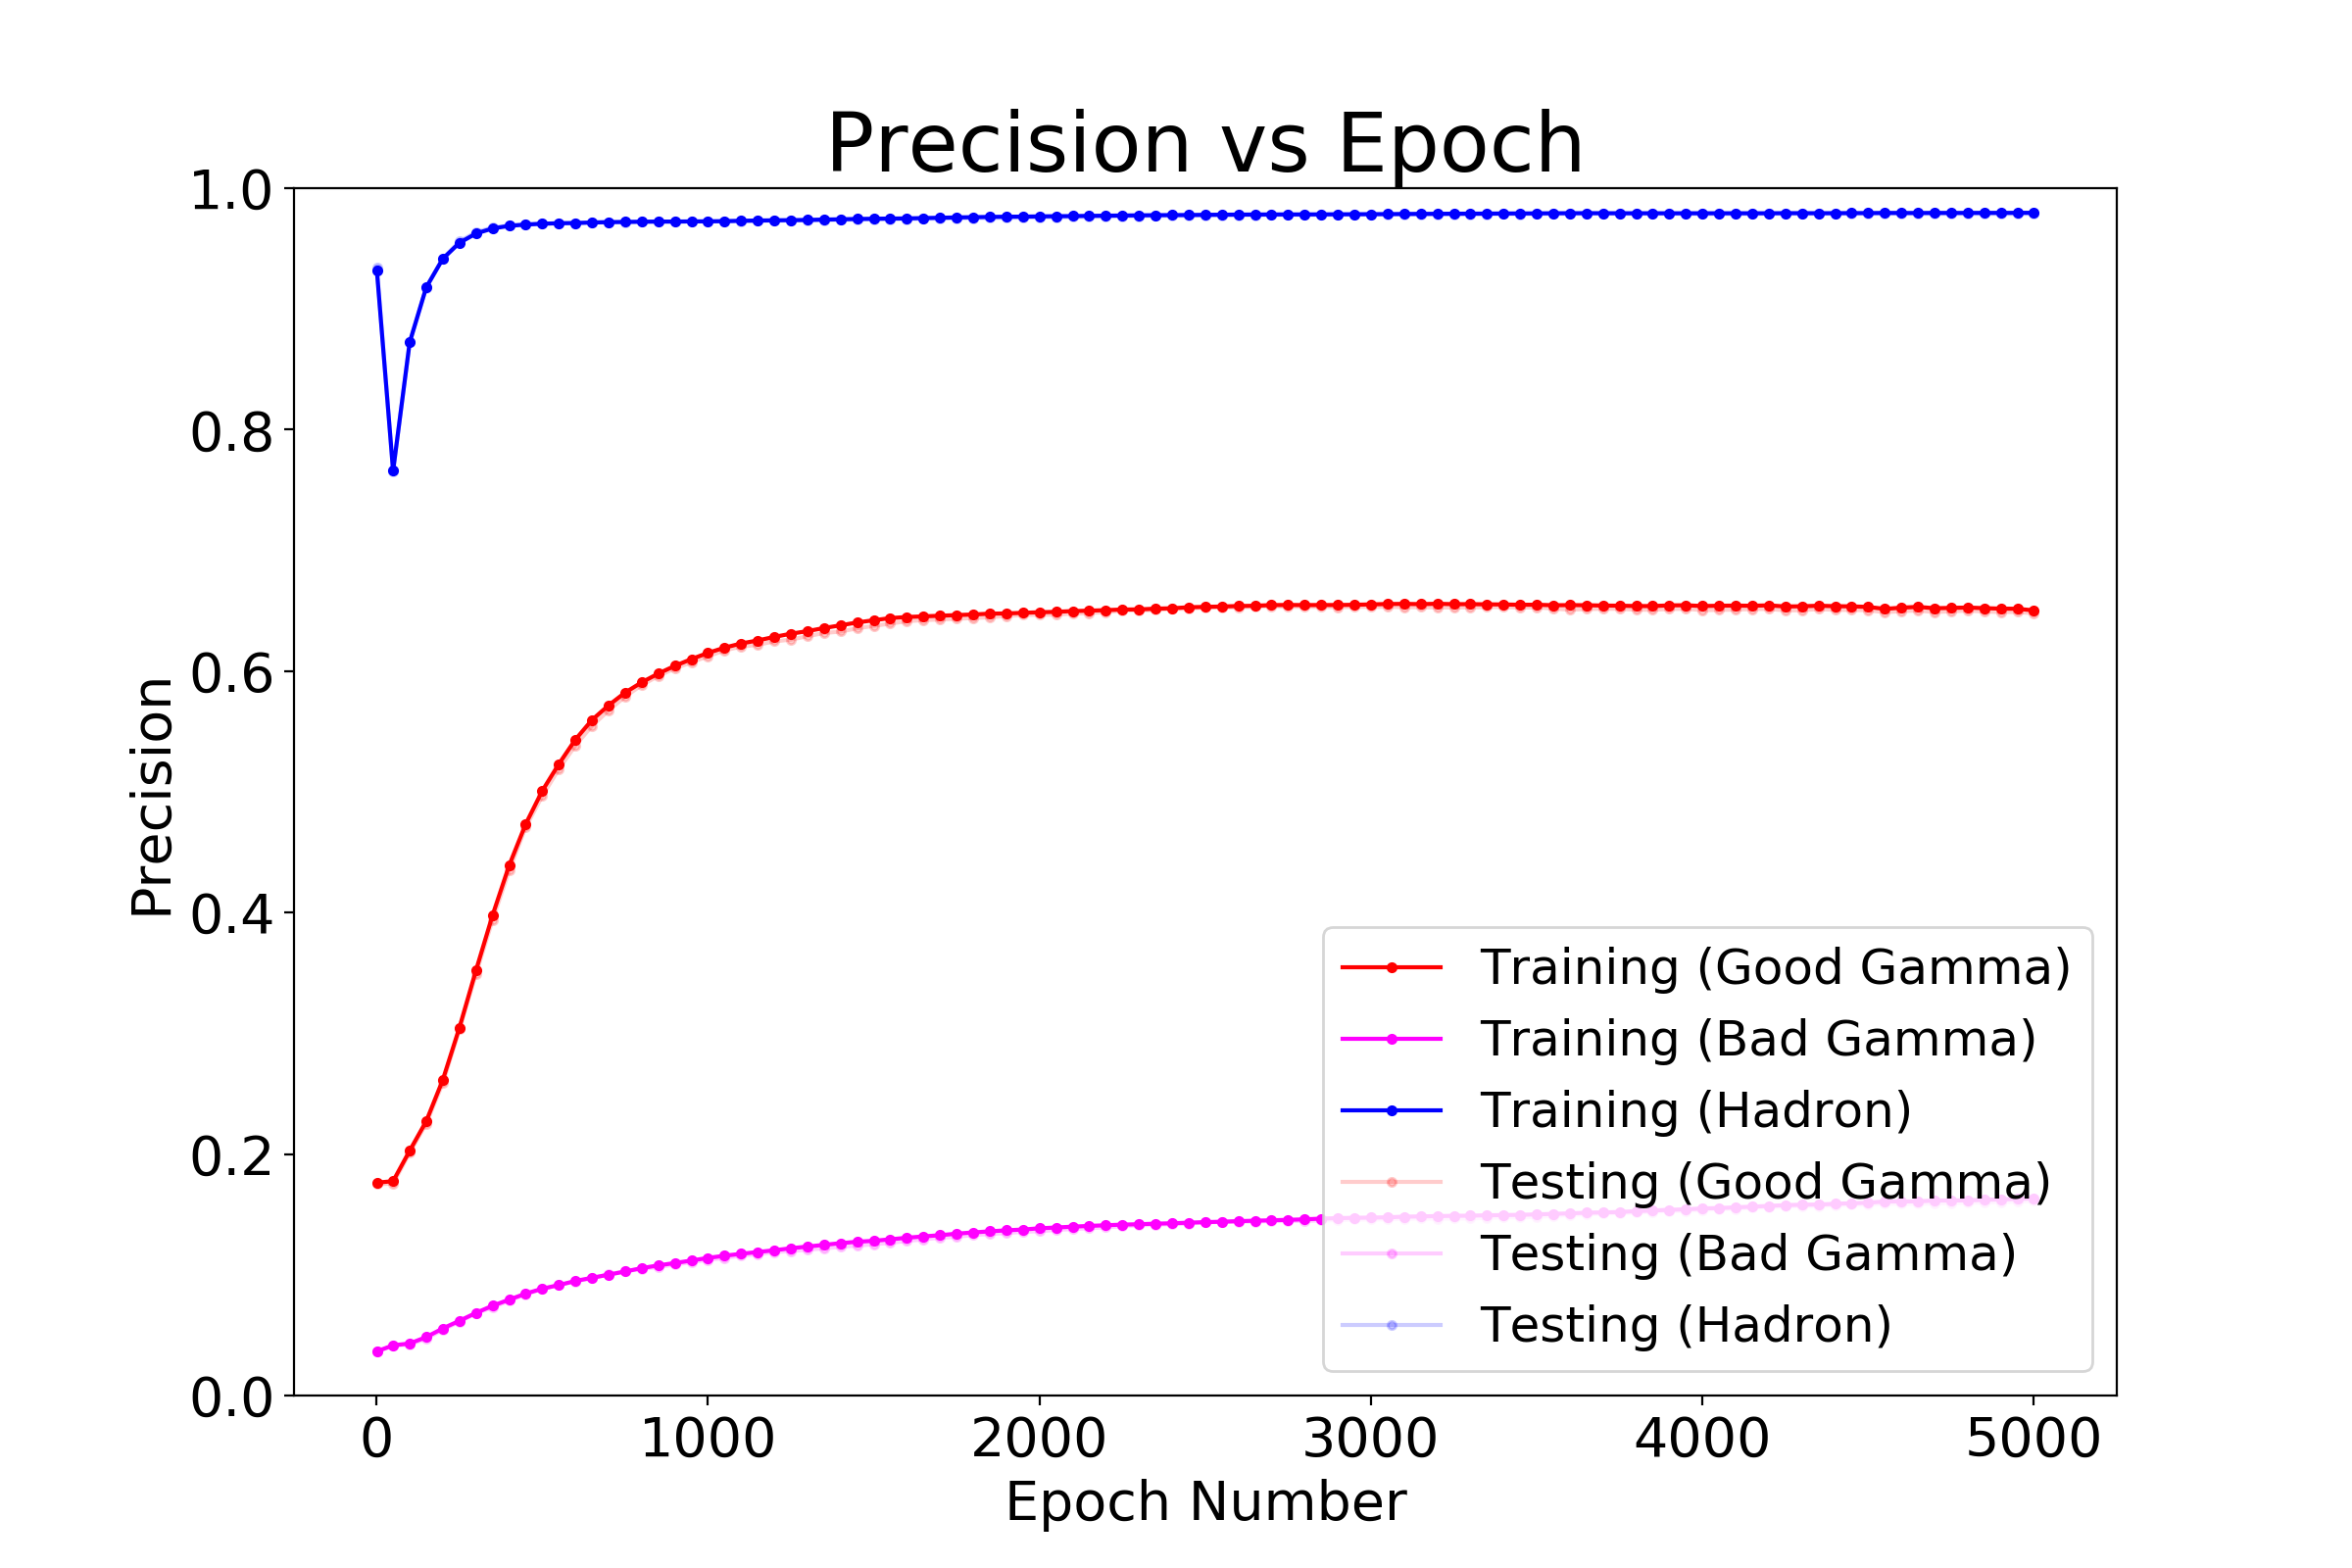 Precision vs Epoch
1.0
0.8
0.6
0.4
0.2
0.0
Precision
Training (Good Gamma)
Training (Bad Gamma)
Training (Hadron)
Testing (Good Gamma)
Testing (Bad Gamma)
Testing (Hadron)
0 1000 2000 3000 4000 5000
Epoch Number